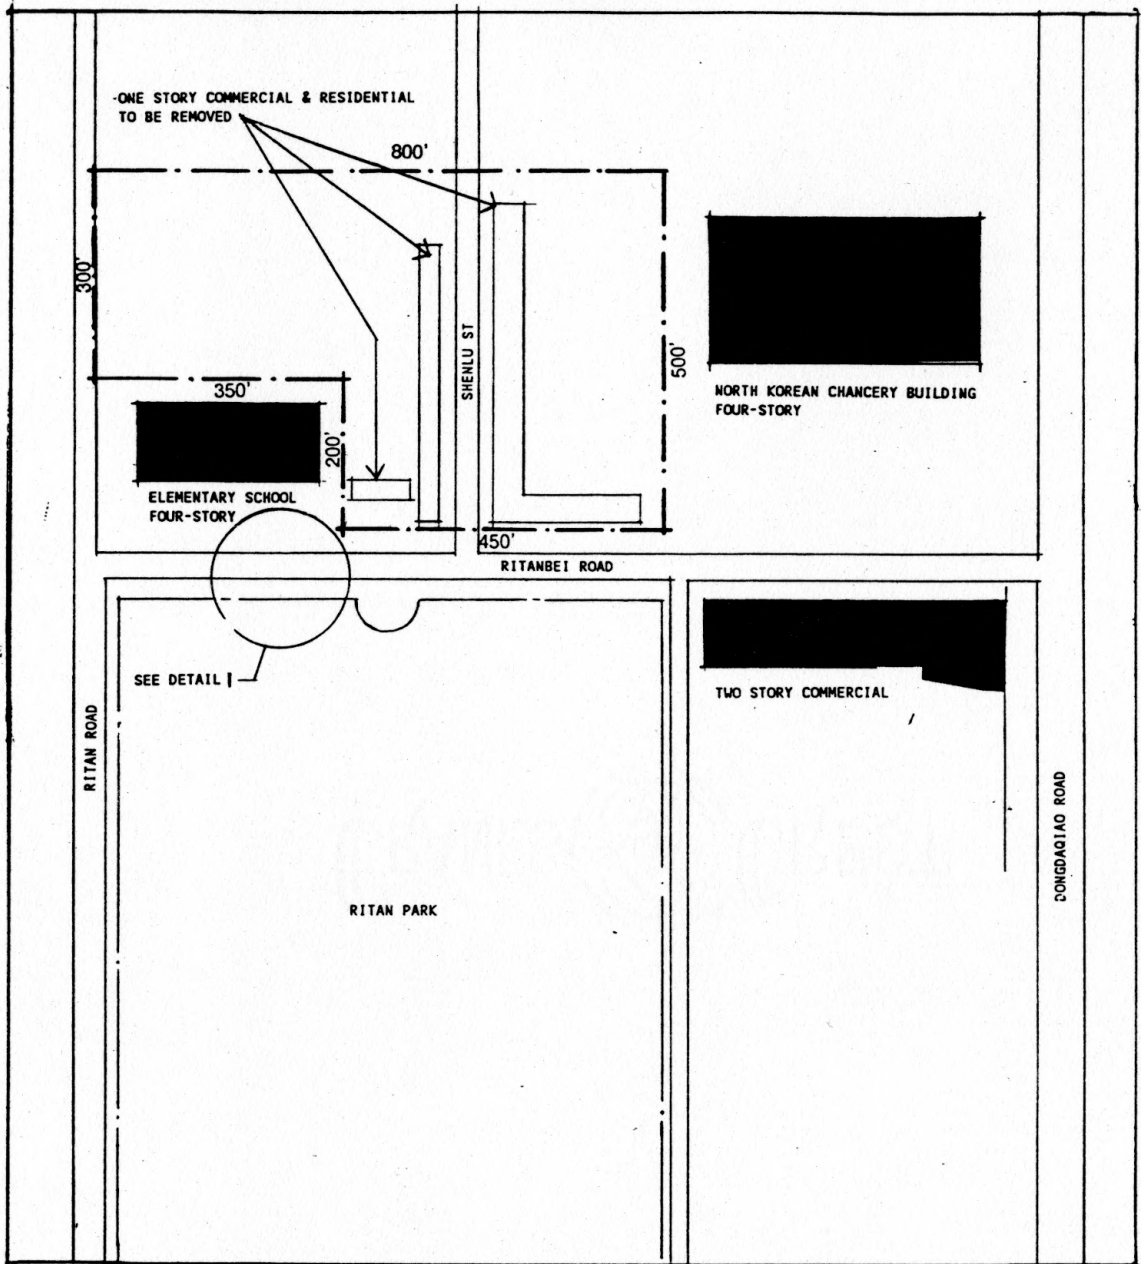 -ONE STORY COMMERCIAL & RESIDENTIAL
TO BE REMOVED
800'
300'
SHENLU ST
500'
350'
200'
NORTH KOREAN CHANCERY BUILDING
FOUR-STORY
ELEMENTARY SCHOOL
FOUR-STORY
450'
RITANBEI ROAD
SEE DETAIL 1
TWO STORY COMMERCIAL
RITAN ROAD
DONGDAQIAO ROAD
RITAN PARK